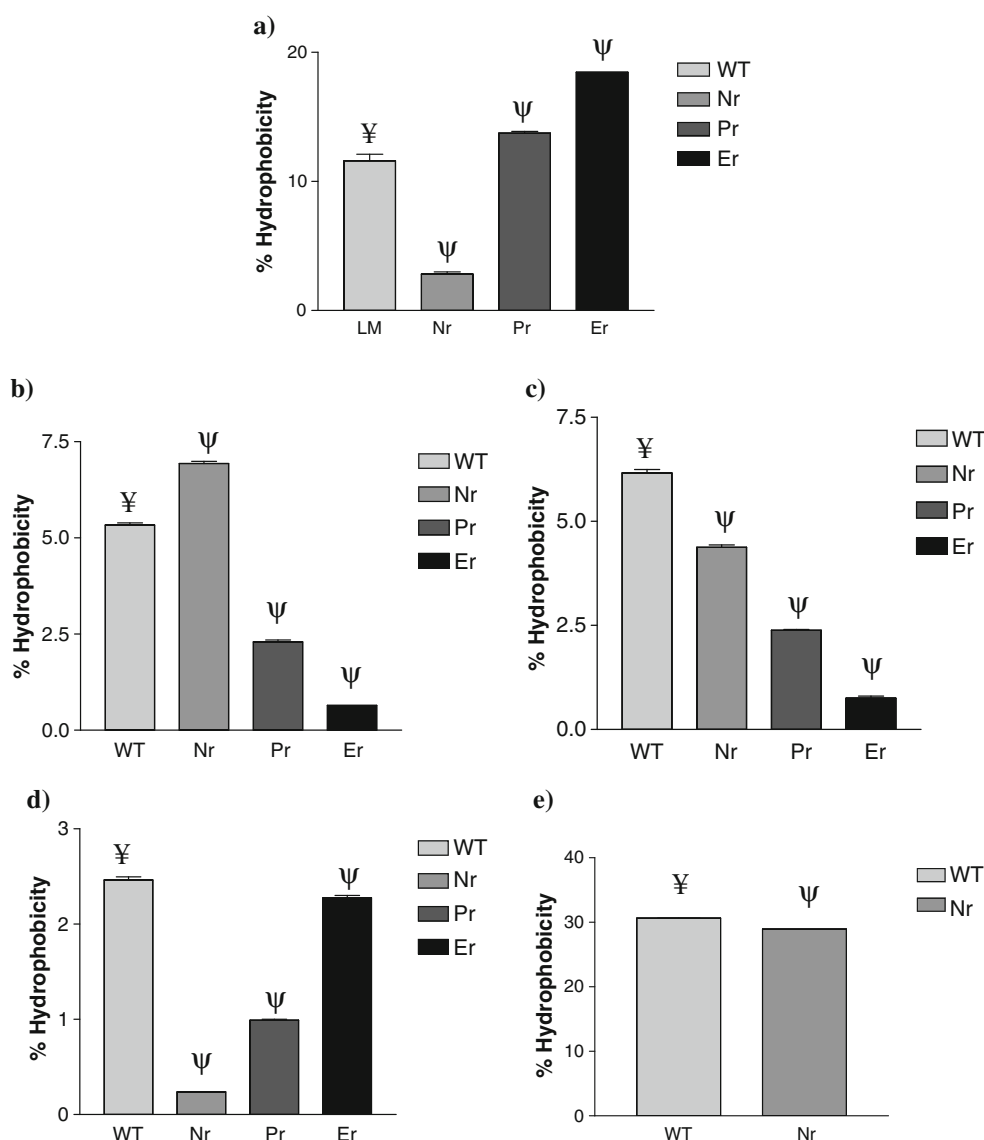 a)
% Hydrophobicity
20
10
0
¥
ψ
ψ
ψ
LM Nr Pr Er
WT
Nr
Pr
Er
b)
% Hydrophobicity
7.5
5.0
2.5
0.0
¥
ψ
ψ
ψ
WT Nr Pr Er
WT
Nr
Pr
Er
c)
% Hydrophobicity
7.5
5.0
2.5
0.0
¥
ψ
ψ
ψ
WT Nr Pr Er
WT
Nr
Pr
Er
d)
% Hydrophobicity
3
2
1
0
¥
ψ
ψ
ψ
WT Nr Pr Er
WT
Nr
Pr
Er
e)
% Hydrophobicity
40
30
20
10
0
¥
ψ
WT Nr
WT
Nr